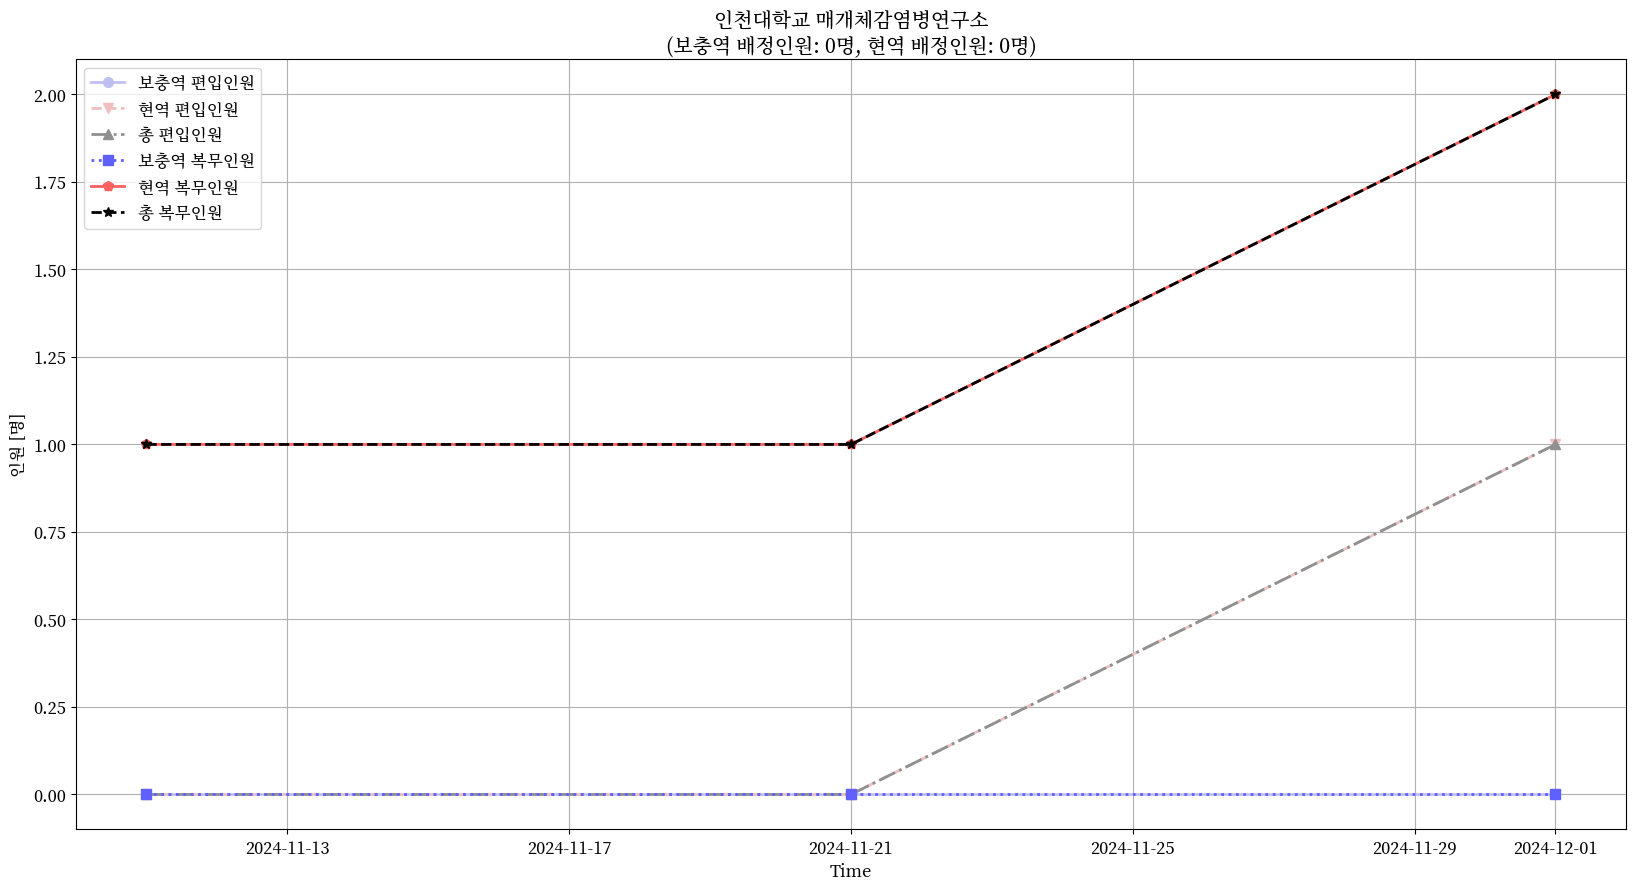 인천대학교 매개체감염병연구소
(보충역 배정인원: 0명, 현역 배정인원: 0명)
보충역 편입인원
현역 편입인원
총 편입인원
보충역 복무인원
현역 복무인원
총 복무인원
인원 [명]
2.00
1.75
1.50
1.25
1.00
0.75
0.50
0.25
0.00
2024-11-13
2024-11-17
2024-11-21
2024-11-25
2024-11-29
2024-12-01
Time